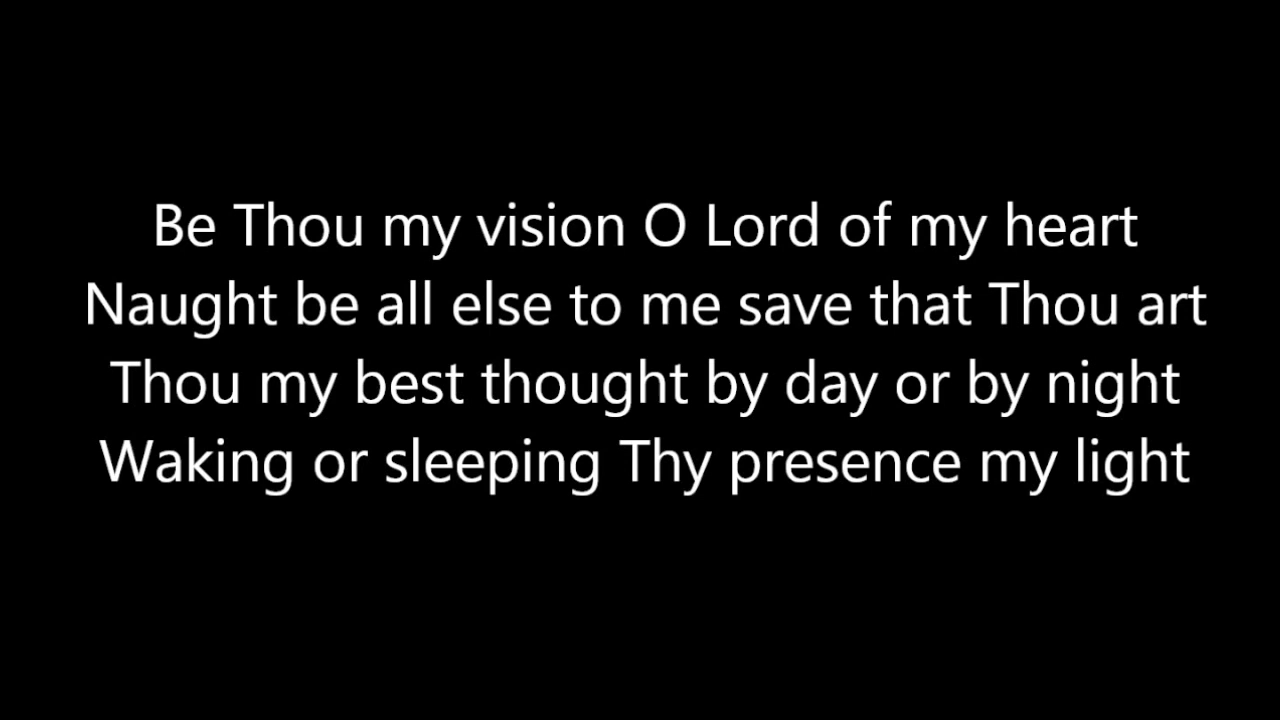 Be Thou my vision O Lord of my heart
Naught be all else to me save that Thou art
Thou my best thought by day or by night
Waking or sleeping Thy presence my light